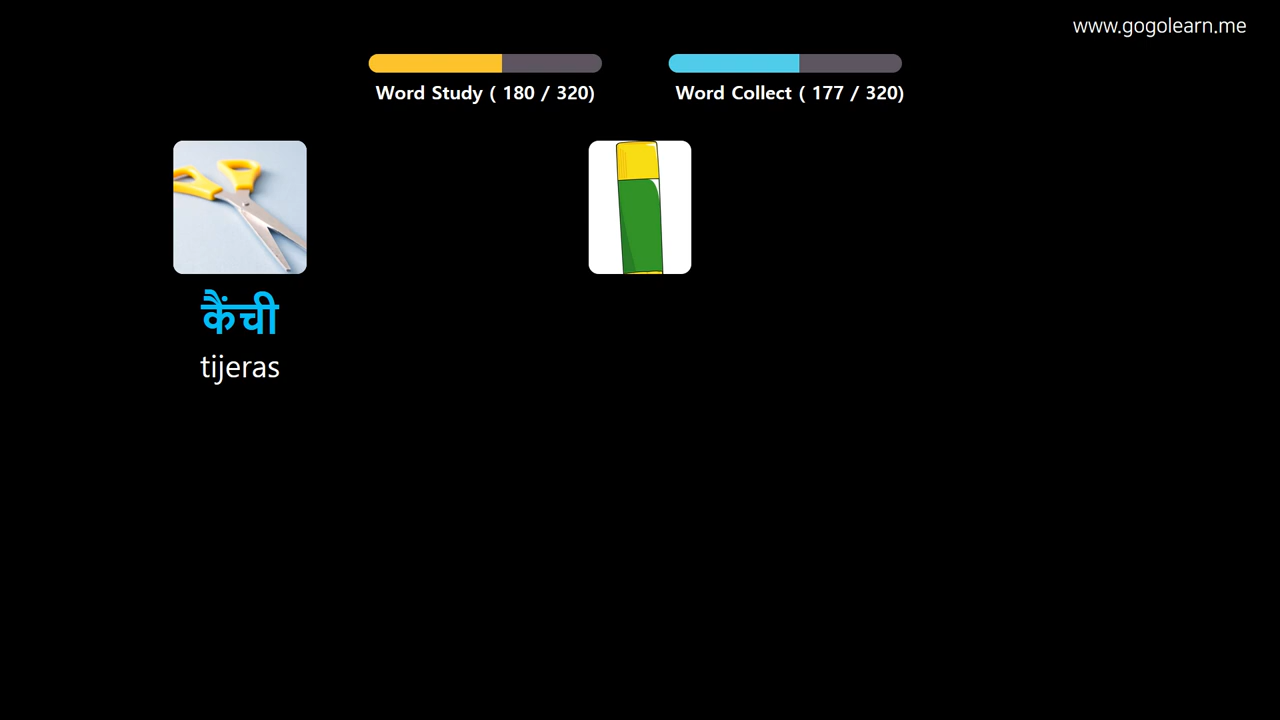 www.gogolearn.me
Word Study ( 180 / 320)
Word Collect ( 177 / 320)
कैंची
tijeras